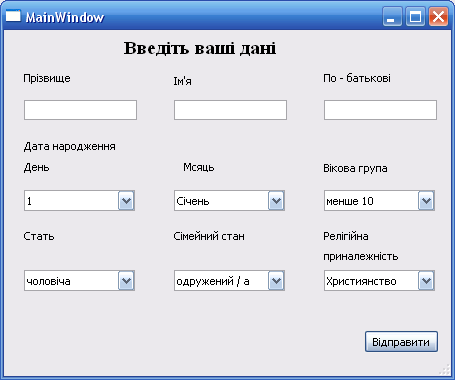 MainWindow
Введіть ваші дані
Прізвище Ім'я По - батькові
Дата народження
День Мсяць Вікова група
1 Січень менше 10
Стать Сімейний стан Релігійна
приналежність
чоловіча одружений / а Християнство
Відправити